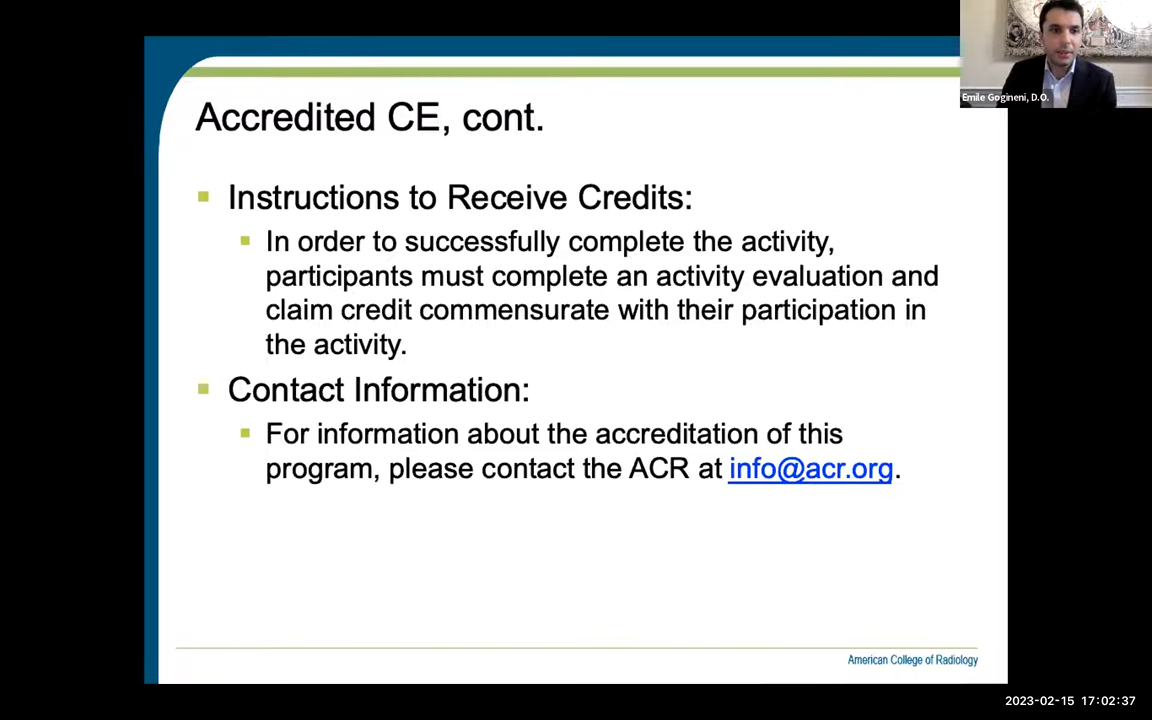 Emile Gogineni, D.O.
Accredited CE, cont.
Instructions to Receive Credits:
In order to successfully complete the activity,
participants must complete an activity evaluation and
claim credit commensurate with their participation in
the activity.
Contact Information:
For information about the accreditation of this
program, please contact the ACR at info@acr.org.
American College of Radiology
2023-02-15 17:02:37